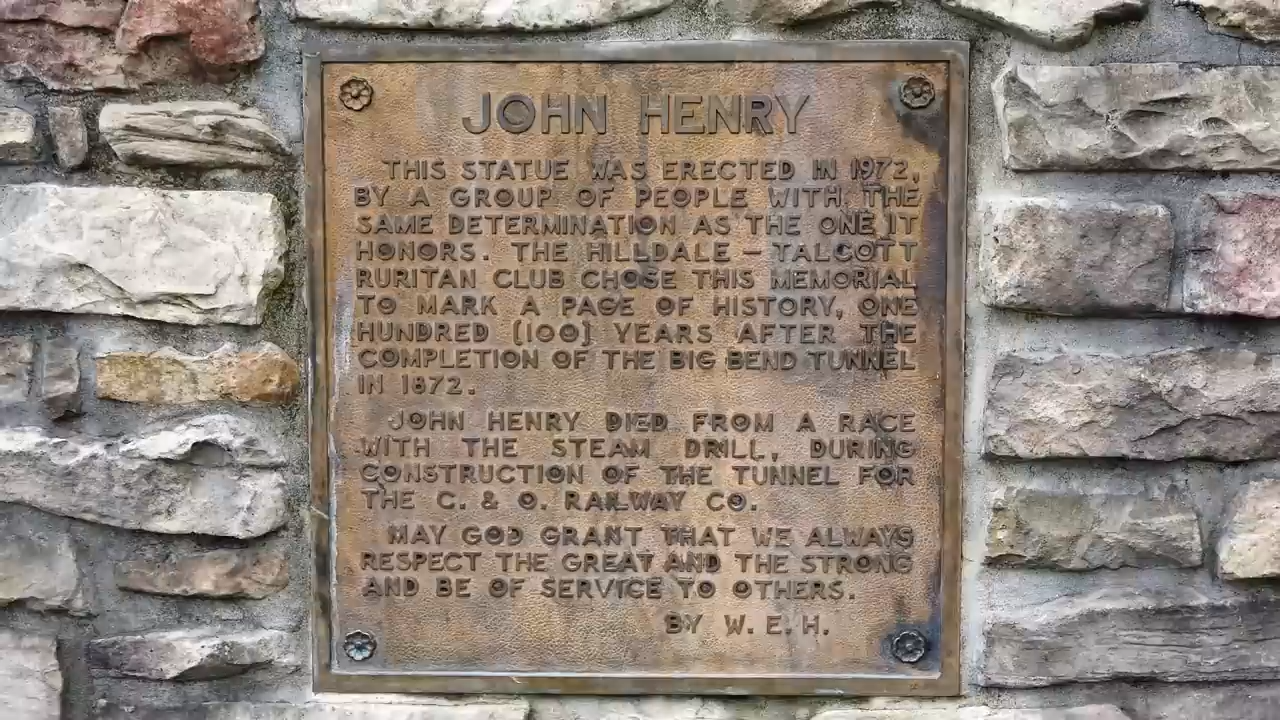 JOHN HENRY
THIS STATUE WAS ERECTED IN 1972,
BY A GROUP OF PEOPLE WITH THE
SAME DETERMINATION AS THE ONE IT
HONORS. THE HILLDALE – TALCOTT
RURITAN CLUB CHOSE THIS MEMORIAL
TO MARK A PAGE OF HISTORY, ONE
HUNDRED (100) YEARS AFTER THE
COMPLETION OF THE BIG BEND TUNNEL
IN 1872.
JOHN HENRY DIED FROM A RACE
WITH THE STEAM DRILL, DURING
CONSTRUCTION OF THE TUNNEL FOR
THE C. & O. RAILWAY CO.
MAY GOD GRANT THAT WE ALWAYS
RESPECT THE GREAT AND THE STRONG
AND BE OF SERVICE TO OTHERS.
BY W. E. H.